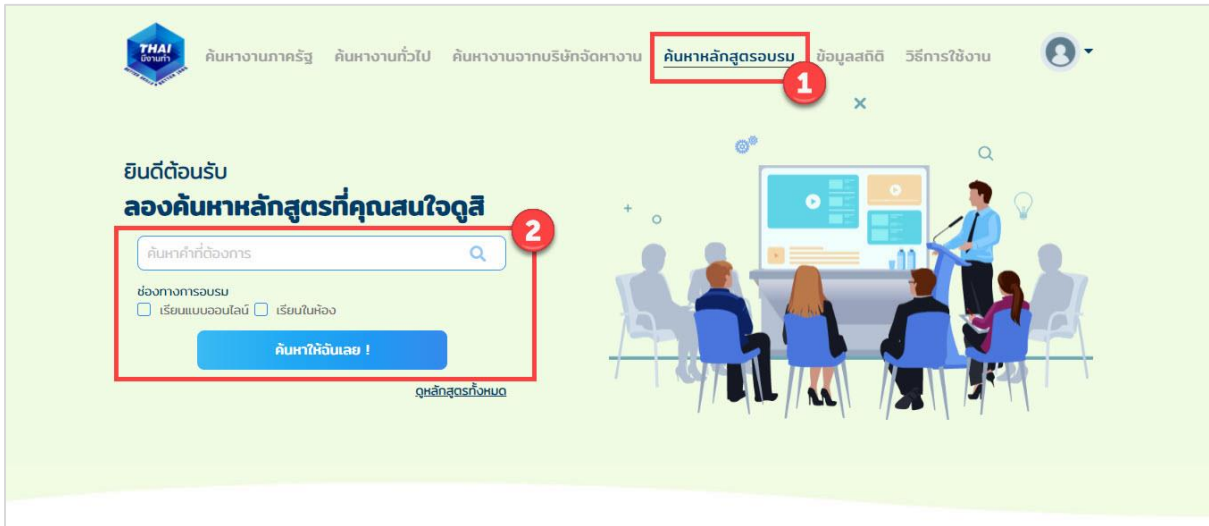 THAI
มีงานทำ
ค้นหางานภาครัฐ ค้นหางานทั่วไป ค้นหางานจากบริษัทจัดหางาน ค้นหาหลักสูตรอบรม ข้อมูลสถิติ วิธีการใช้งาน
1
ยินดีต้อนรับ
ลองค้นหาหลักสูตรที่คุณสนใจดูสิ
2
ค้นหาคำที่ต้องการ
ช่องทางการอบรม
เรียนแบบออนไลน์ เรียนในห้อง
ค้นหาให้ฉันเลย !
ดูหลักสูตรทั้งหมด